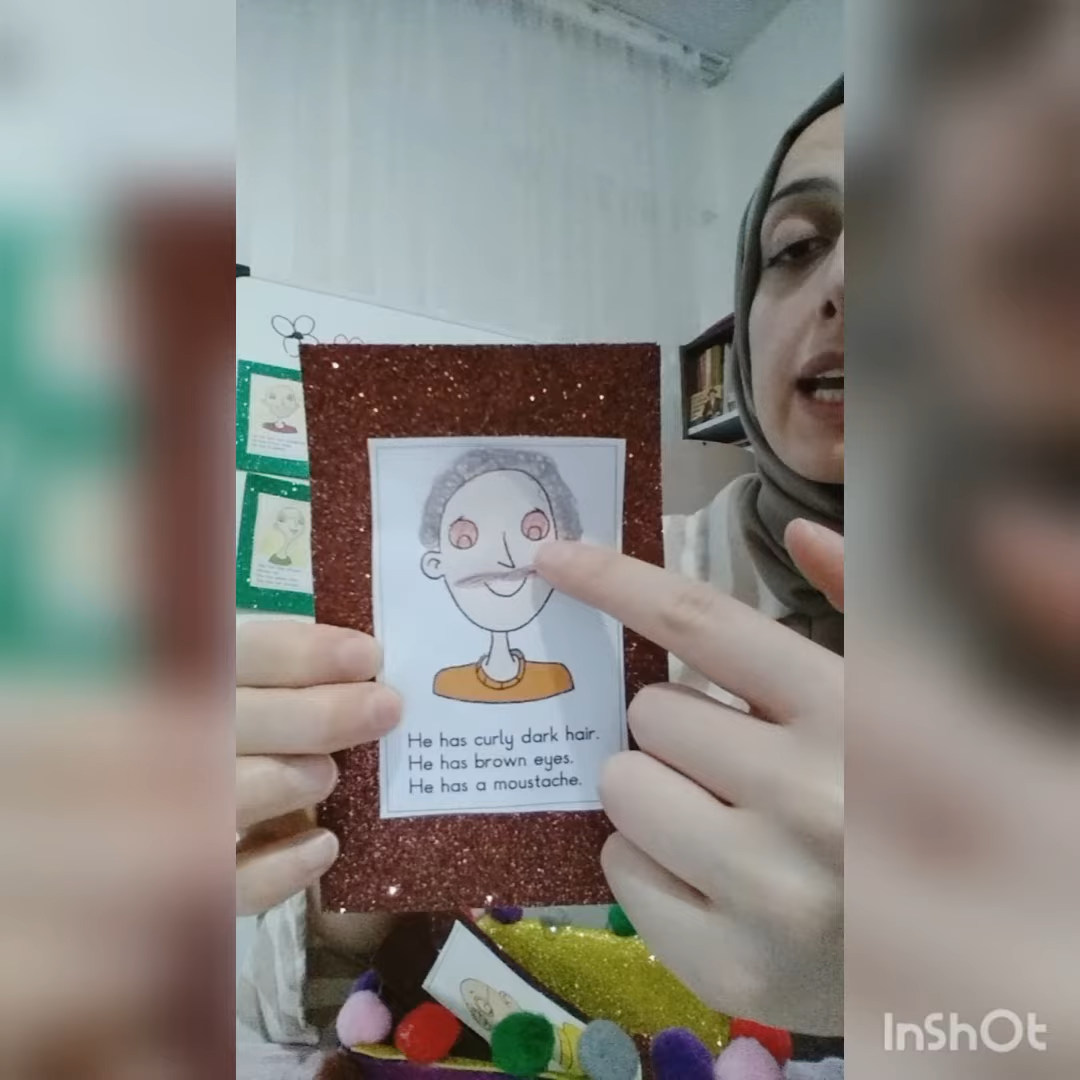 He has curly dark hair.
He has brown eyes.
He has a moustache.
InShOt